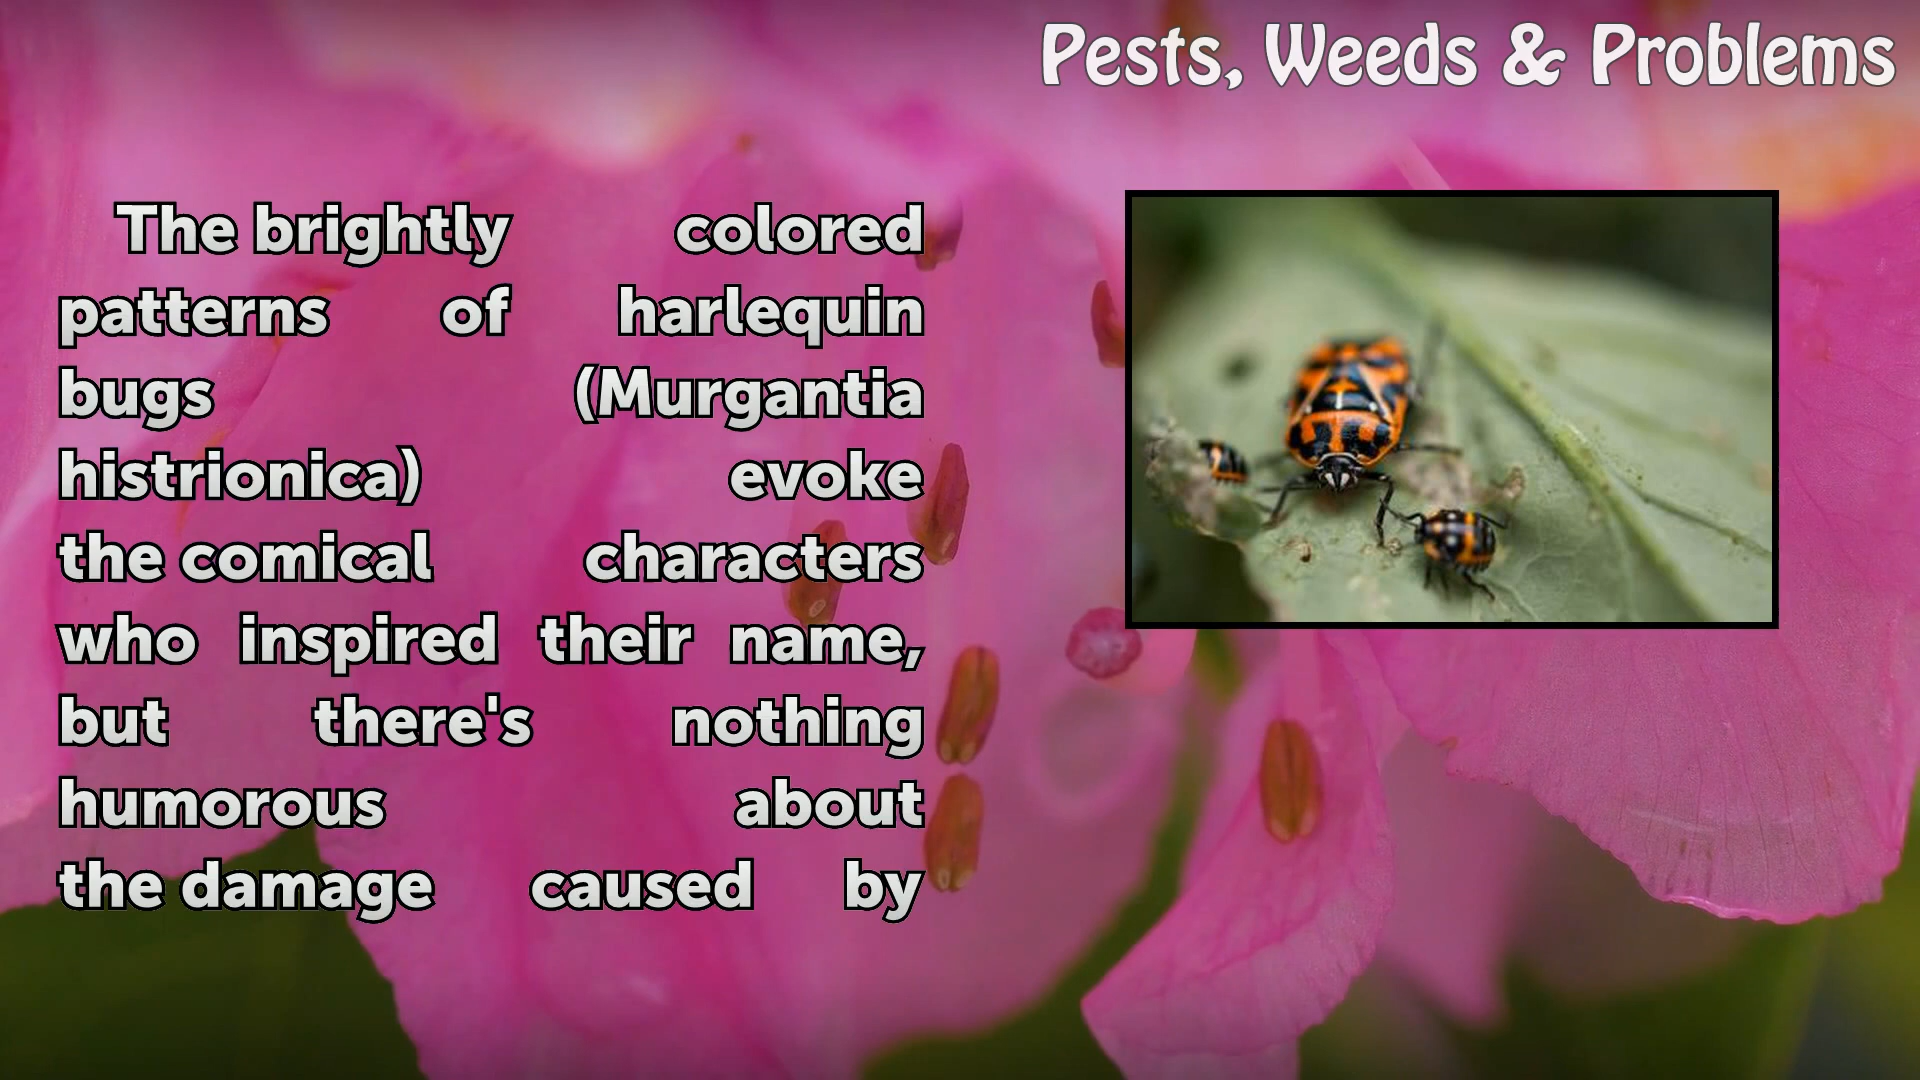 Pests, Weeds & Problems
The brightly colored
patterns of harlequin
bugs (Murgantia
histrionica) evoke
the comical characters
who inspired their name,
but there's nothing
humorous about
the damage caused by